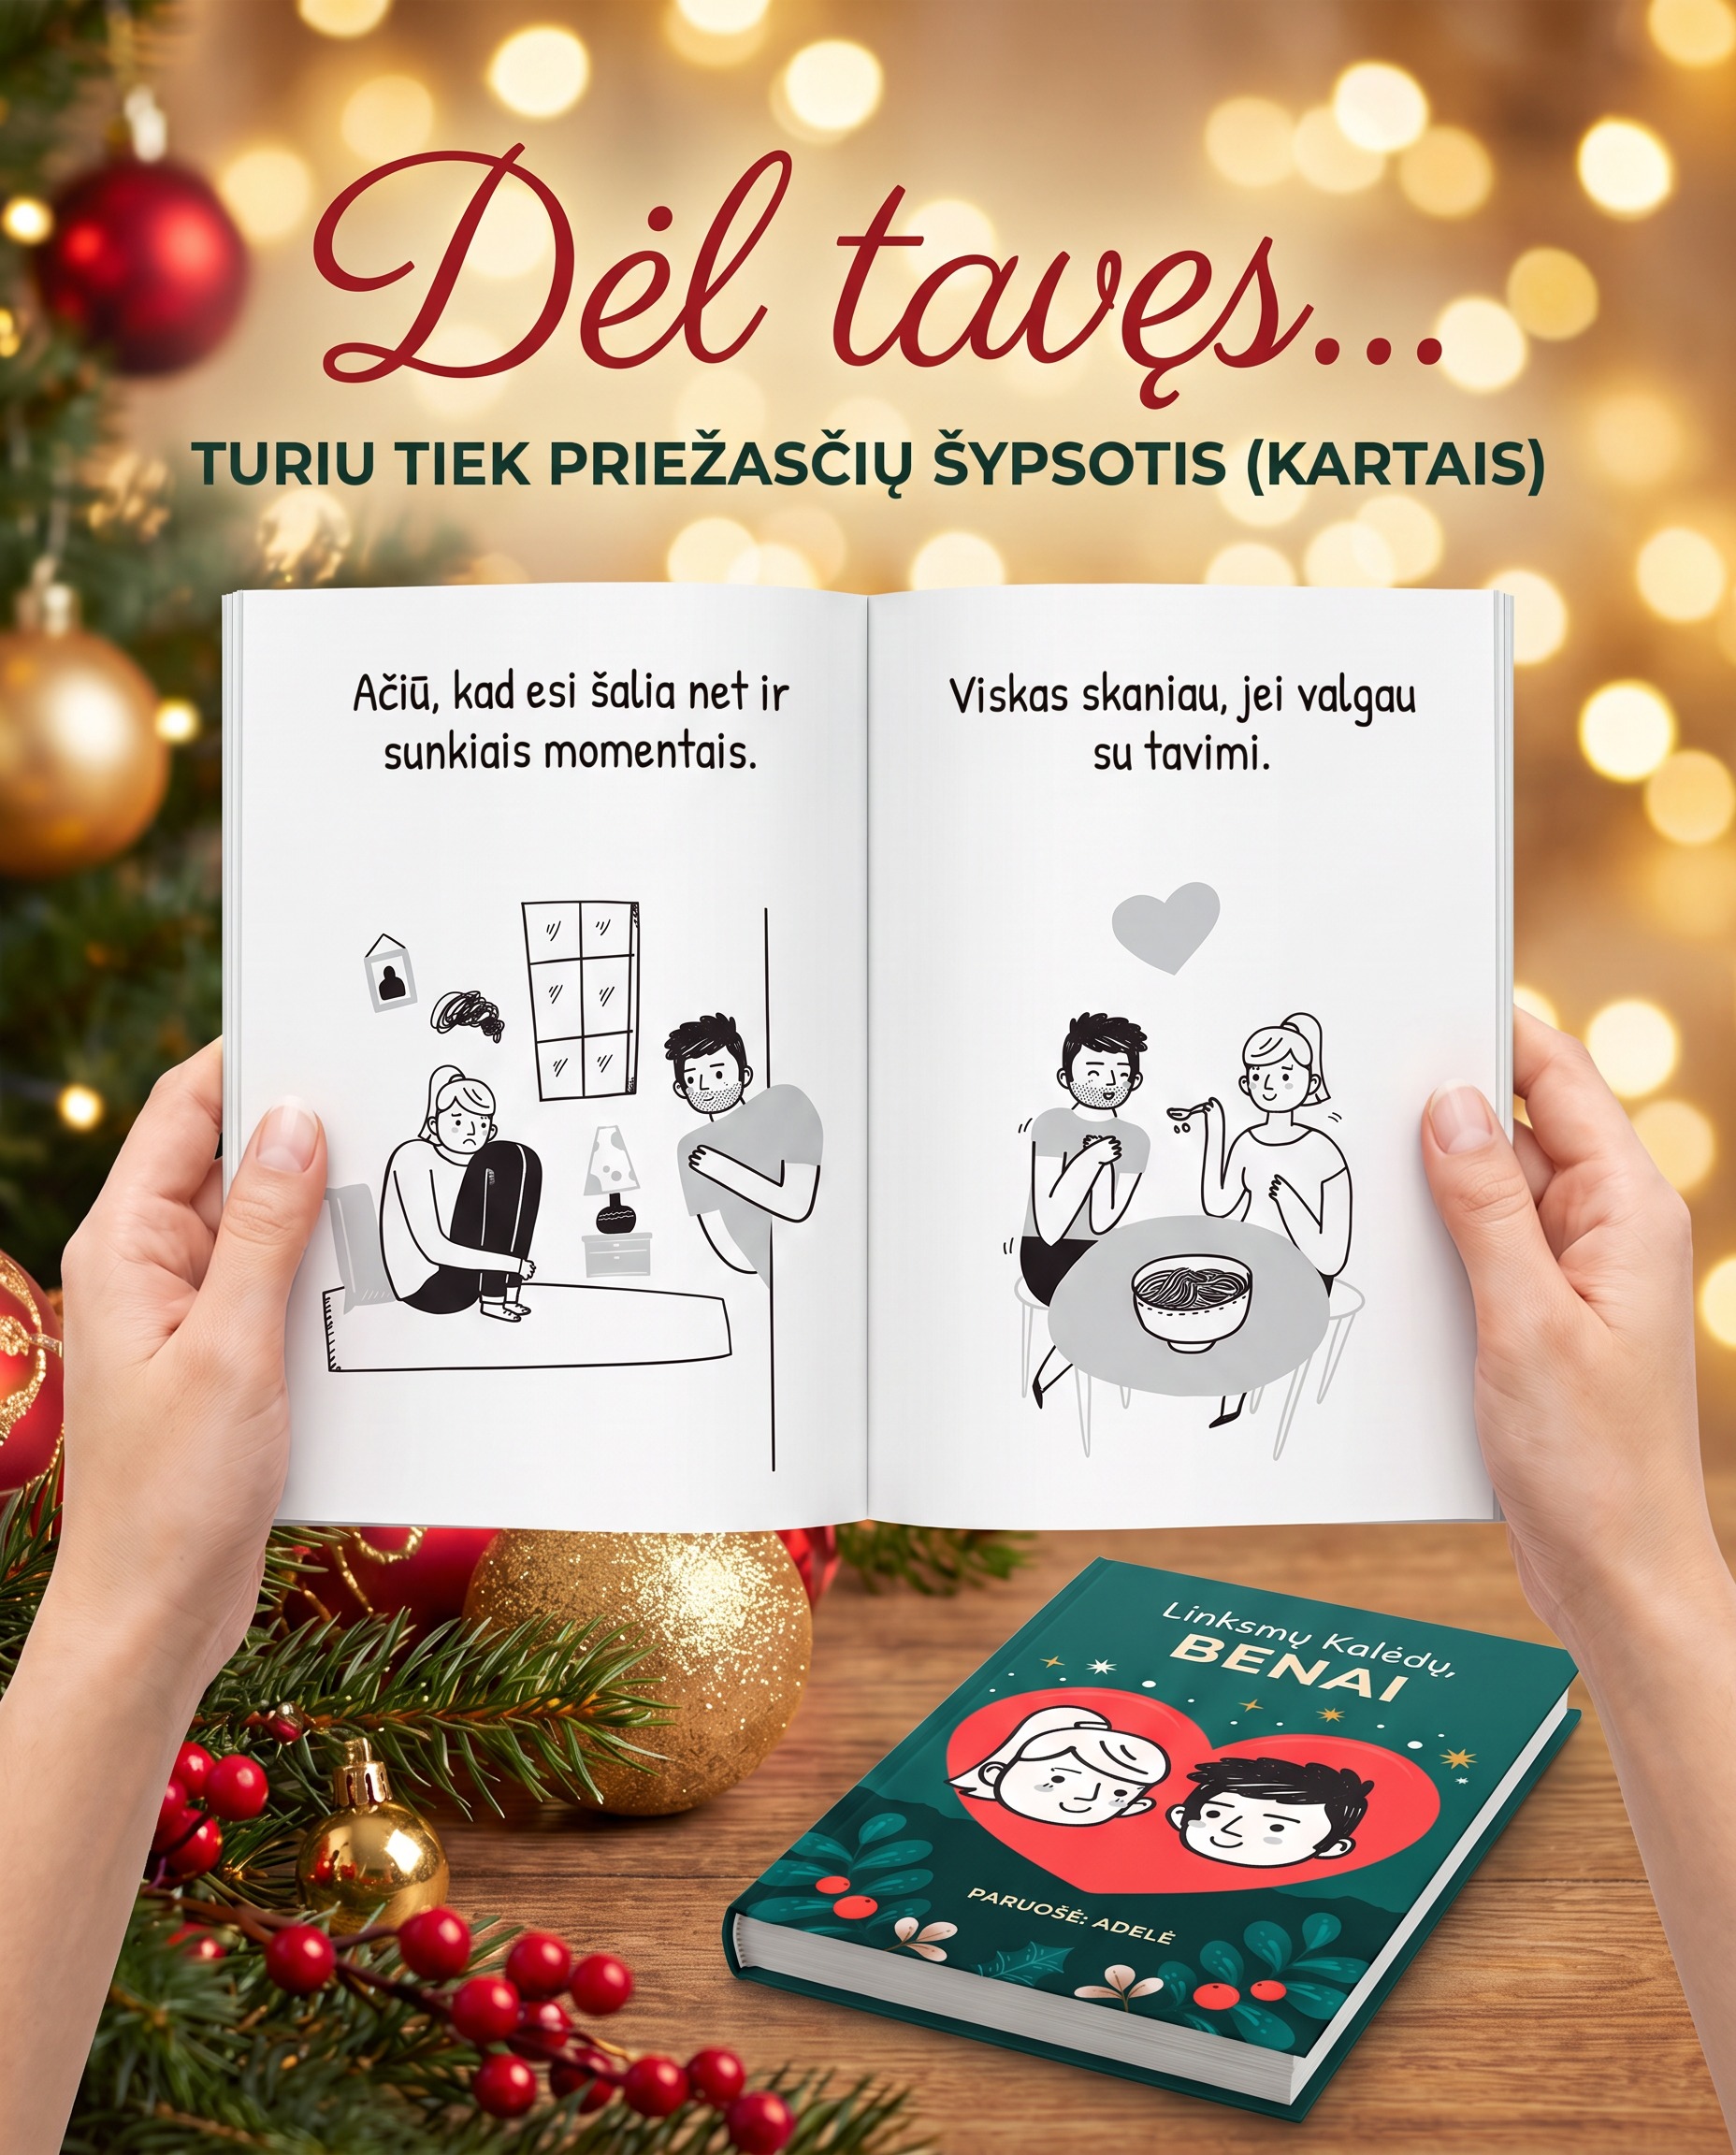 Dėl tavęs...
TURIU TIEK PRIEŽASČIŲ ŠYPSOTIS (KARTAIS)
Ačiū, kad esi šalia net ir
sunkiais momentais.
Viskas skaniau, jei valgau
su tavimi.
Linksmų Kalėdų,
BENAI
PARUOŠĖ: ADELĖ